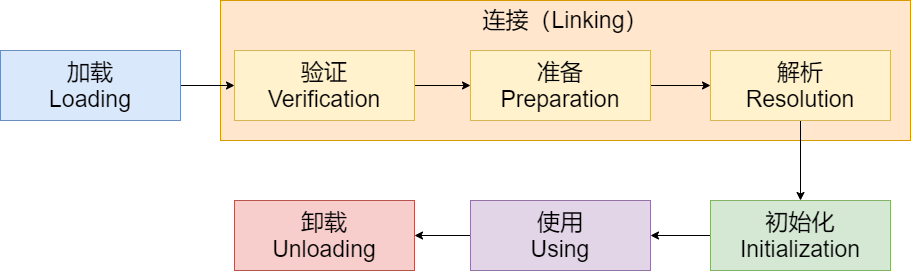 连接（Linking）
加载
Loading
验证
Verification
准备
Preparation
解析
Resolution
卸载
Unloading
使用
Using
初始化
Initialization